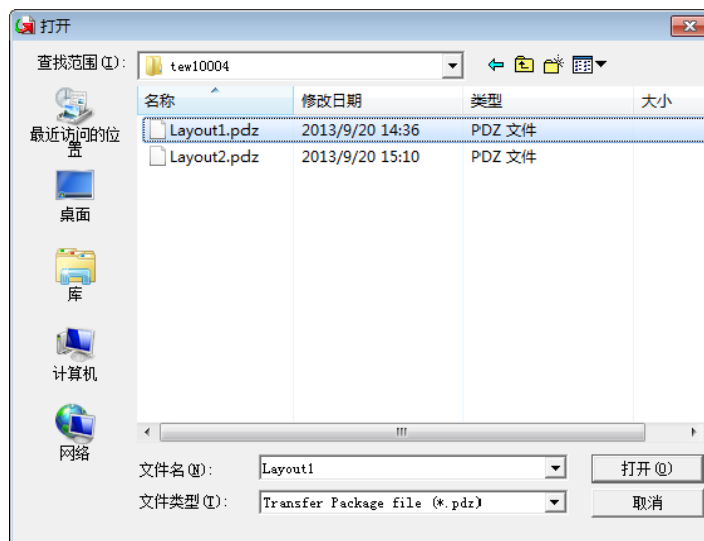 打开
查找范围(I):
tew10004
名称 修改日期 类型 大小
Layout1.pdz 2013/9/20 14:36 PDZ 文件
Layout2.pdz 2013/9/20 15:10 PDZ 文件
最近访问的位
置
桌面
库
计算机
网络
文件名(N): Layout1 打开(O)
文件类型(T): Transfer Package file (*.pdz) 取消